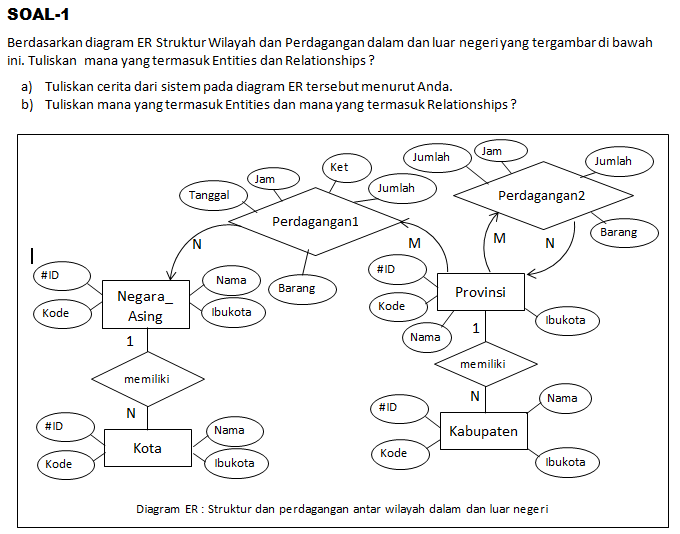 SOAL-1
Berdasarkan diagram ER Struktur Wilayah dan Perdagangan dalam dan luar negeri yang tergambar di bawah
ini. Tuliskan mana yang termasuk Entities dan Relationships ?
a) Tuliskan cerita dari sistem pada diagram ER tersebut menurut Anda.
b) Tuliskan mana yang termasuk Entities dan mana yang termasuk Relationships ?
Tanggal
Jam
Ket
Jumlah
Perdagangan1
Barang
Jumlah
Jam
Jumlah
Perdagangan2
Barang
N
M
M
N
#ID
Kode
Negara_
Asing
Nama
Ibukota
#ID
Kode
Nama
Provinsi
Ibukota
1
memiliki
N
1
memiliki
N
#ID
Kode
Kota
Nama
Ibukota
#ID
Kode
Kabupaten
Nama
Ibukota
Diagram ER : Struktur dan perdagangan antar wilayah dalam dan luar negeri